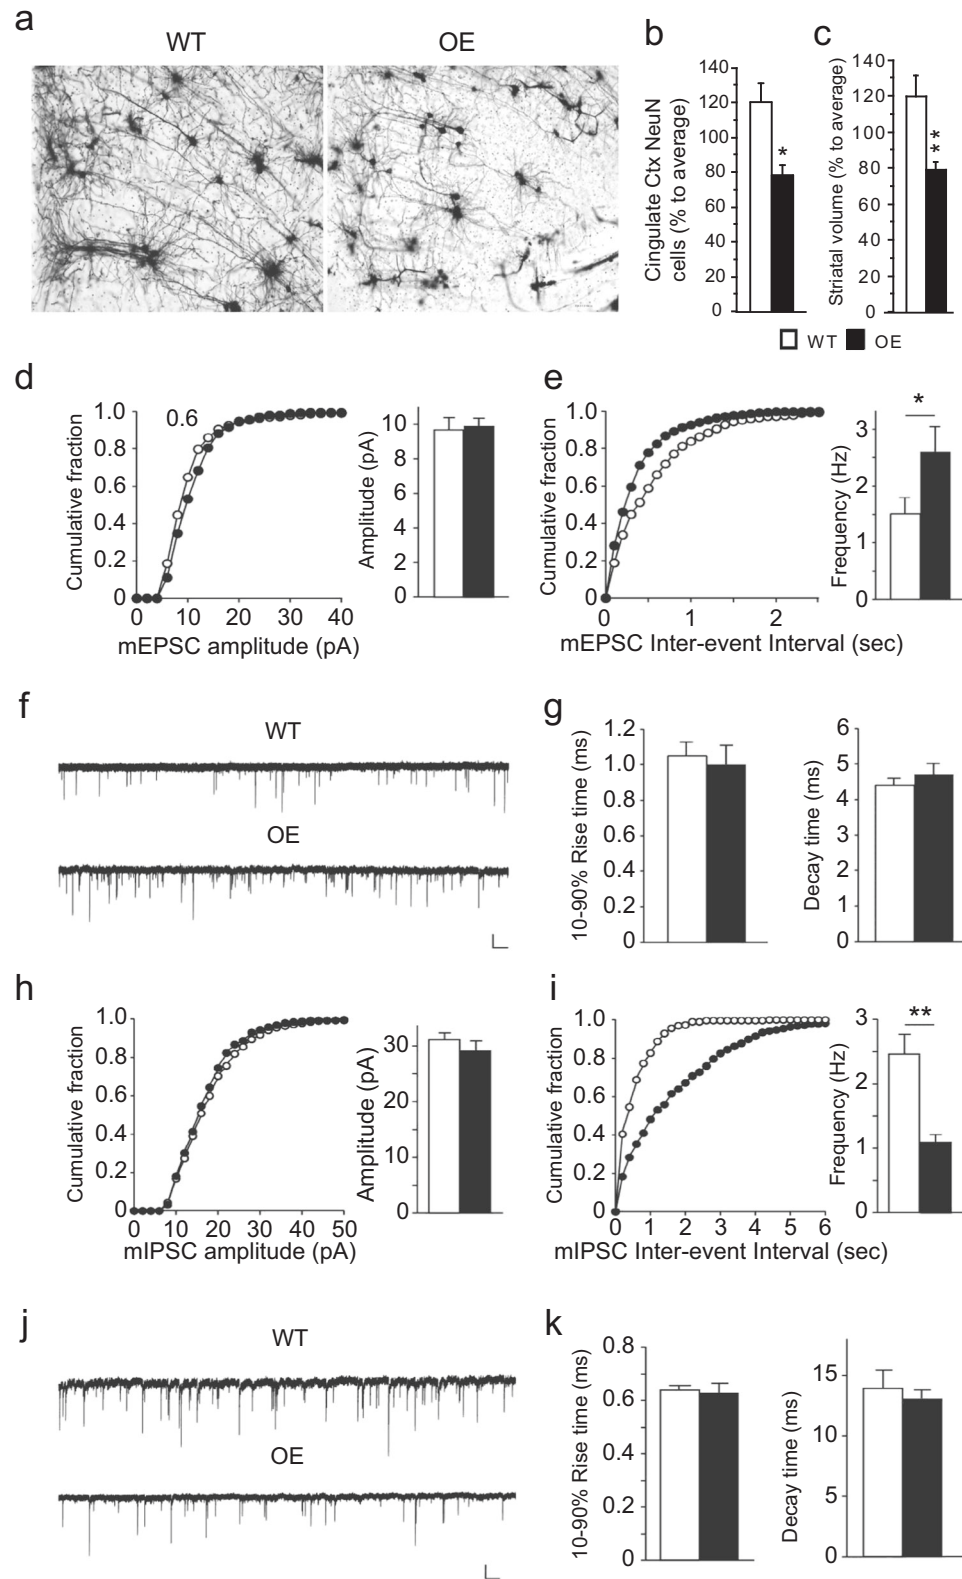 a
WT
OE
b
Cingulate Ctx NeuN
cells (% to average)
140
120
100
80
60
40
20
0
*
c
Striatal volume (% to average)
140
120
100
80
60
40
20
0
**
WT OE
d
Cumulative fraction
1.0
0.8
0.6
0.4
0.2
0
0.6
0 10 20 30 40
mEPSC amplitude (pA)
Amplitude (pA)
10
8
6
4
2
0
e
Cumulative fraction
1.0
0.8
0.6
0.4
0.2
0
0 1 2
mEPSC Inter-event Interval (sec)
Frequency (Hz)
3
2
1
0
*
f
WT
OE
g
10-90% Rise time (ms)
1.2
1.0
0.8
0.6
0.4
0.2
0
Decay time (ms)
6
5
4
3
2
1
0
h
Cumulative fraction
1.0
0.8
0.6
0.4
0.2
0
0 10 20 30 40 50
mIPSC amplitude (pA)
Amplitude (pA)
30
20
10
0
i
Cumulative fraction
1.0
0.8
0.6
0.4
0.2
0
0 1 2 3 4 5 6
mIPSC Inter-event Interval (sec)
Frequency (Hz)
3
2
1
0
**
j
WT
OE
k
10-90% Rise time (ms)
0.8
0.6
0.4
0.2
0
Decay time (ms)
15
10
5
0